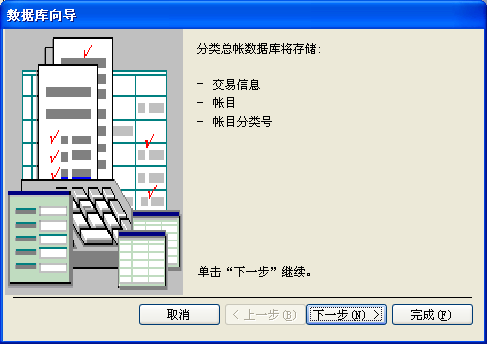 数据库向导
分类总帐数据库将存储:
- 交易信息
- 帐目
- 帐目分类号
单击“下一步”继续。
取消 < 上一步(B) 下一步(N) > 完成(F)